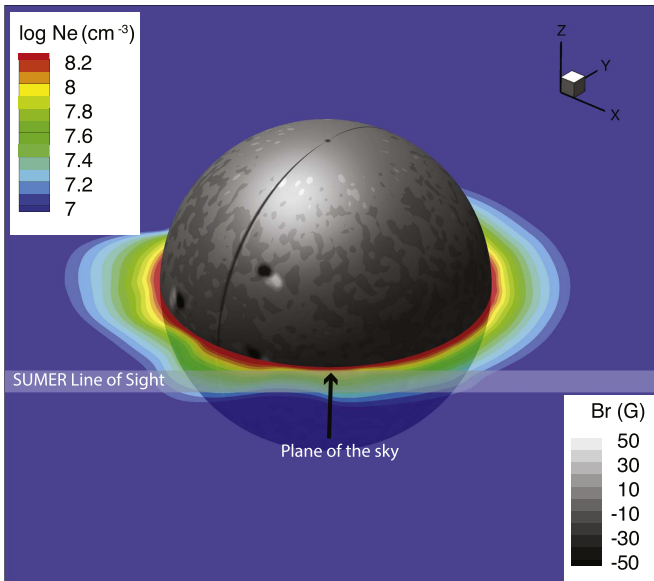 log Ne (cm -3)
8.2
8
7.8
7.6
7.4
7.2
7
Z
Y
X
SUMER Line of Sight
Plane of the sky
Br (G)
50
30
10
-10
-30
-50